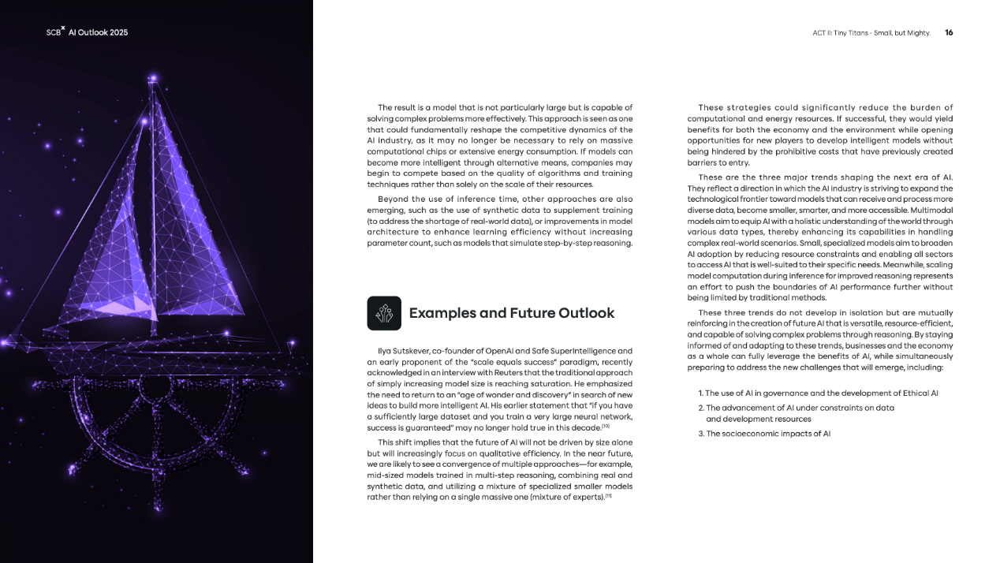 SCBx AI Outlook 2025
ACT II: Tiny Titans - Small, but Mighty. 16
The result is a model that is not particularly large but is capable of
solving complex problems more effectively. This approach is seen as one
that could fundamentally reshape the competitive dynamics of the
AI industry, as it may no longer be necessary to rely on massive
computational chips or extensive energy consumption. If models can
become more intelligent through alternative means, companies may
begin to compete based on the quality of algorithms and training
techniques rather than solely on the scale of their resources.
Beyond the use of inference time, other approaches are also
emerging, such as the use of synthetic data to supplement training
(to address the shortage of real-world data), or improvements in model
architecture to enhance learning efficiency without increasing
parameter count, such as models that simulate step-by-step reasoning.
Examples and Future Outlook
Ilya Sutskever, co-founder of OpenAI and Safe SuperIntelligence and
an early proponent of the “scale equals success” paradigm, recently
acknowledged in an interview with Reuters that the traditional approach
of simply increasing model size is reaching saturation. He emphasized
the need to return to an “age of wonder and discovery” in search of new
ideas to build more intelligent AI. His earlier statement that “if you have
a sufficiently large dataset and you train a very large neural network,
success is guaranteed” may no longer hold true in this decade.[10]
This shift implies that the future of AI will not be driven by size alone
but will increasingly focus on qualitative efficiency. In the near future,
we are likely to see a convergence of multiple approaches—for example,
mid-sized models trained in multi-step reasoning, combining real and
synthetic data, and utilizing a mixture of specialized smaller models
rather than relying on a single massive one (mixture of experts).[11]
These strategies could significantly reduce the burden of
computational and energy resources. If successful, they would yield
benefits for both the economy and the environment while opening
opportunities for new players to develop intelligent models without
being hindered by the prohibitive costs that have previously created
barriers to entry.
These are the three major trends shaping the next era of AI.
They reflect a direction in which the AI industry is striving to expand the
technological frontier toward models that can receive and process more
diverse data, become smaller, smarter, and more accessible. Multimodal
models aim to equip AI with a holistic understanding of the world through
various data types, thereby enhancing its capabilities in handling
complex real-world scenarios. Small, specialized models aim to broaden
AI adoption by reducing resource constraints and enabling all sectors
to access AI that is well-suited to their specific needs. Meanwhile, scaling
model computation during inference for improved reasoning represents
an effort to push the boundaries of AI performance further without
being limited by traditional methods.
These three trends do not develop in isolation but are mutually
reinforcing in the creation of future AI that is versatile, resource-efficient,
and capable of solving complex problems through reasoning. By staying
informed of and adapting to these trends, businesses and the economy
as a whole can fully leverage the benefits of AI, while simultaneously
preparing to address the new challenges that will emerge, including:
1. The use of AI in governance and the development of Ethical AI
2. The advancement of AI under constraints on data
and development resources
3. The socioeconomic impacts of AI